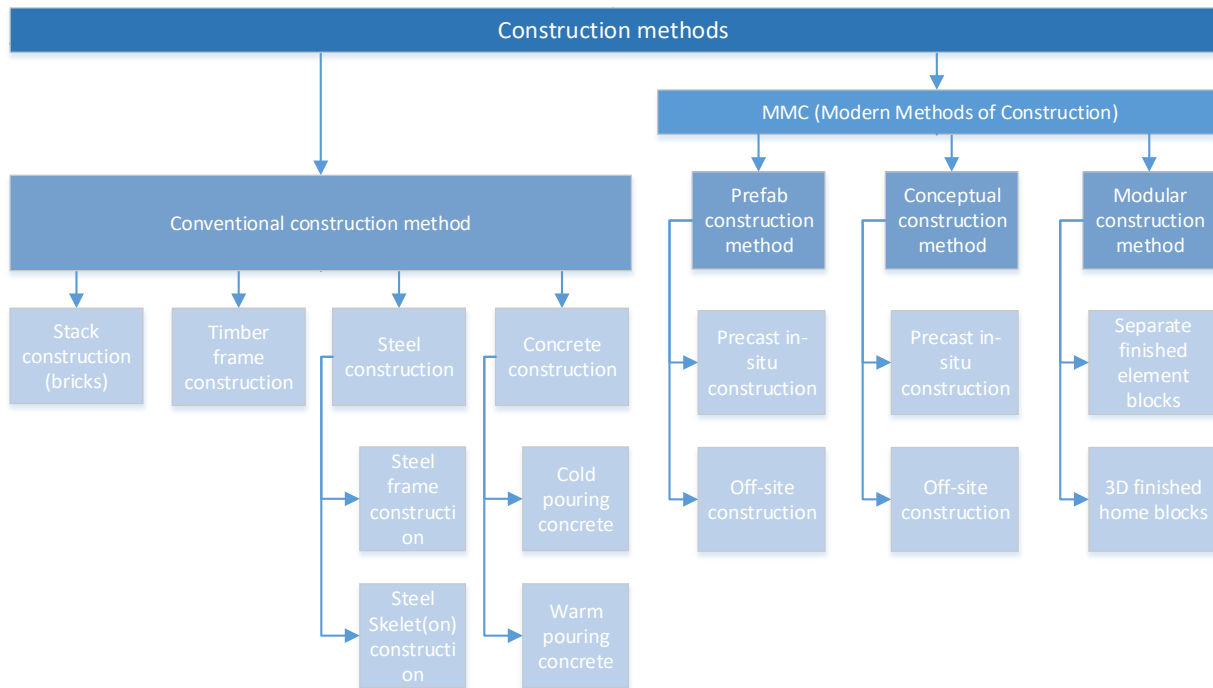 Construction methods
MMC (Modern Methods of Construction)
Conventional construction method
Prefab
construction
method
Conceptual
construction
method
Modular
construction
method
Stack
construction
(bricks)
Timber
frame
construction
Steel
construction
Concrete
construction
Precast in-
situ
construction
Precast in-
situ
construction
Separate
finished
element
blocks
Steel
frame
constructi
on
Cold
pouring
concrete
Off-site
construction
Off-site
construction
3D finished
home blocks
Steel
Skelet(on)
constructi
on
Warm
pouring
concrete